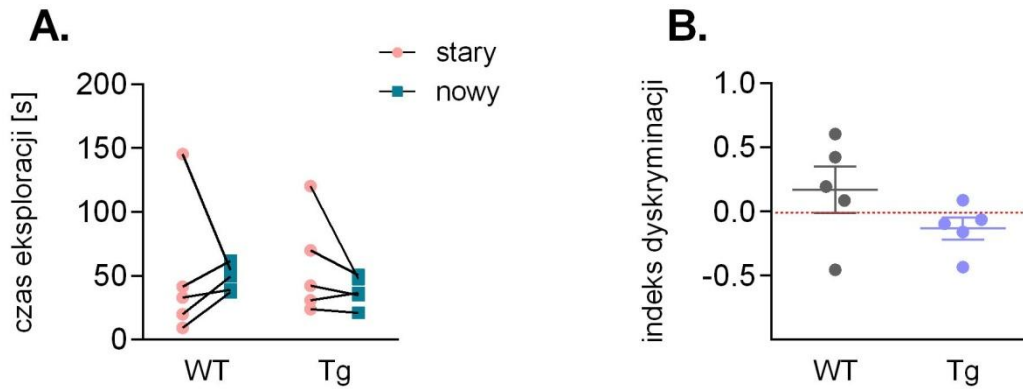 A.
stary
nowy
czas eksploracji [s]
200
150
100
50
0
WT
Tg
B.
indeks dyskryminacji
1.0
0.5
0.0
-0.5
WT
Tg